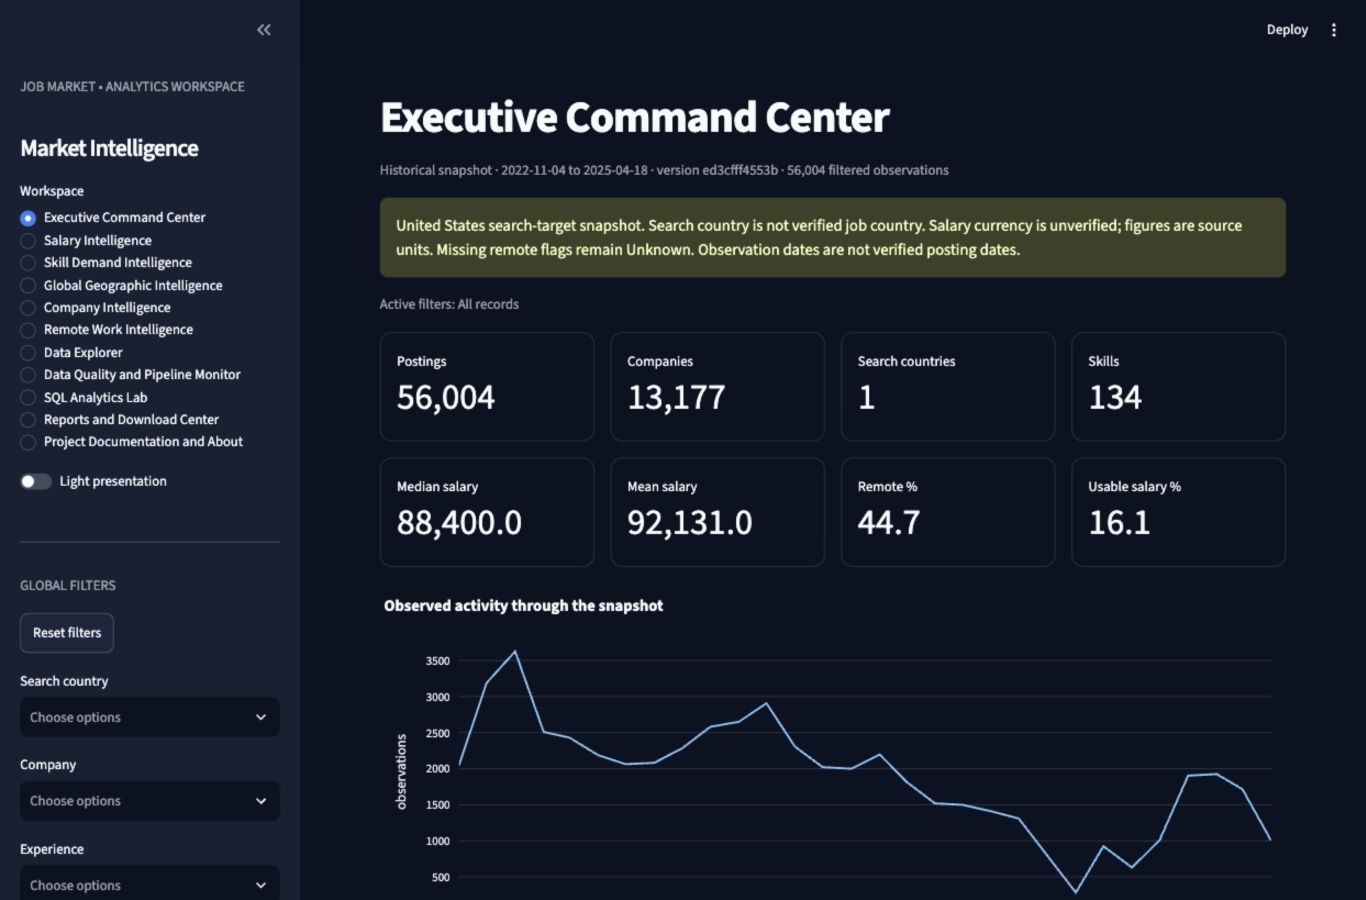 Deploy
JOB MARKET • ANALYTICS WORKSPACE
Market Intelligence
Workspace
Executive Command Center
Salary Intelligence
Skill Demand Intelligence
Global Geographic Intelligence
Company Intelligence
Remote Work Intelligence
Data Explorer
Data Quality and Pipeline Monitor
SQL Analytics Lab
Reports and Download Center
Project Documentation and About
Light presentation
GLOBAL FILTERS
Reset filters
Search country
Choose options
Company
Choose options
Experience
Choose options
Executive Command Center
Historical snapshot · 2022-11-04 to 2025-04-18 · version ed3cfff4553b · 56,004 filtered observations
United States search-target snapshot. Search country is not verified job country. Salary currency is unverified; figures are source
units. Missing remote flags remain Unknown. Observation dates are not verified posting dates.
Active filters: All records
Postings
56,004
Companies
13,177
Search countries
1
Skills
134
Median salary
88,400.0
Mean salary
92,131.0
Remote %
44.7
Usable salary %
16.1
Observed activity through the snapshot
observations
3500
3000
2500
2000
1500
1000
500